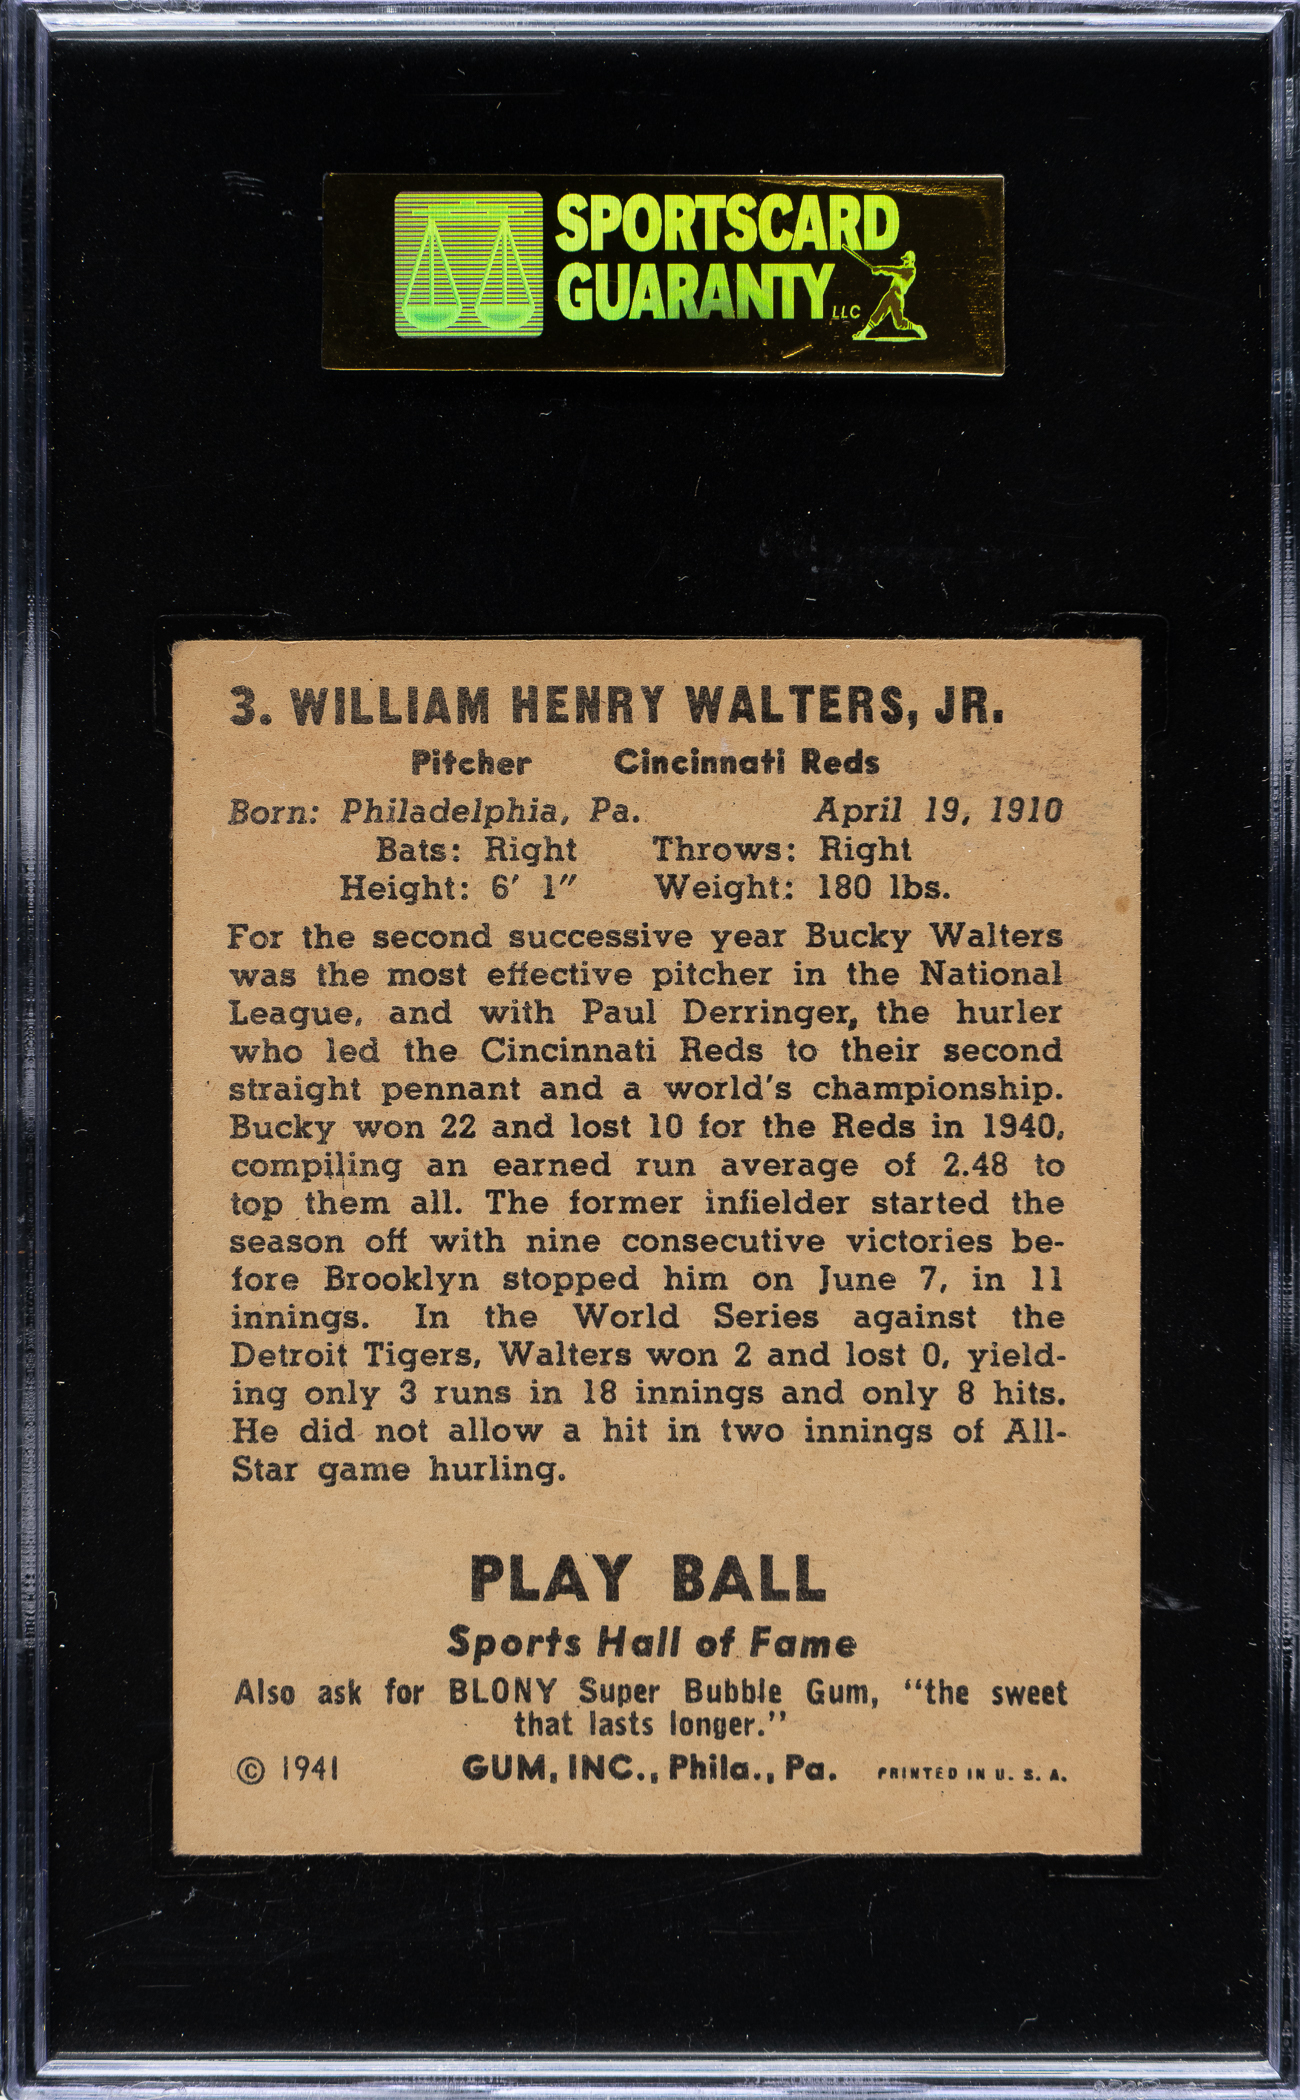 SPORTSCARD
GUARANTY LLC
3. WILLIAM HENRY WALTERS, JR.
Pitcher Cincinnati Reds
Born: Philadelphia, Pa. April 19, 1910
Bats: Right Throws: Right
Height: 6′ 1″ Weight: 180 lbs.
For the second successive year Bucky Walters
was the most effective pitcher in the National
League, and with Paul Derringer, the hurler
who led the Cincinnati Reds to their second
straight pennant and a world's championship.
Bucky won 22 and lost 10 for the Reds in 1940,
compiling an earned run average of 2.48 to
top them all. The former infielder started the
season off with nine consecutive victories be-
fore Brooklyn stopped him on June 7, in 11
innings. In the World Series against the
Detroit Tigers, Walters won 2 and lost 0, yield-
ing only 3 runs in 18 innings and only 8 hits.
He did not allow a hit in two innings of All-
Star game hurling.
PLAY BALL
Sports Hall of Fame
Also ask for BLONY Super Bubble Gum, "the sweet
that lasts longer."
© 1941 GUM, INC., Phila., Pa. PRINTED IN U. S. A.